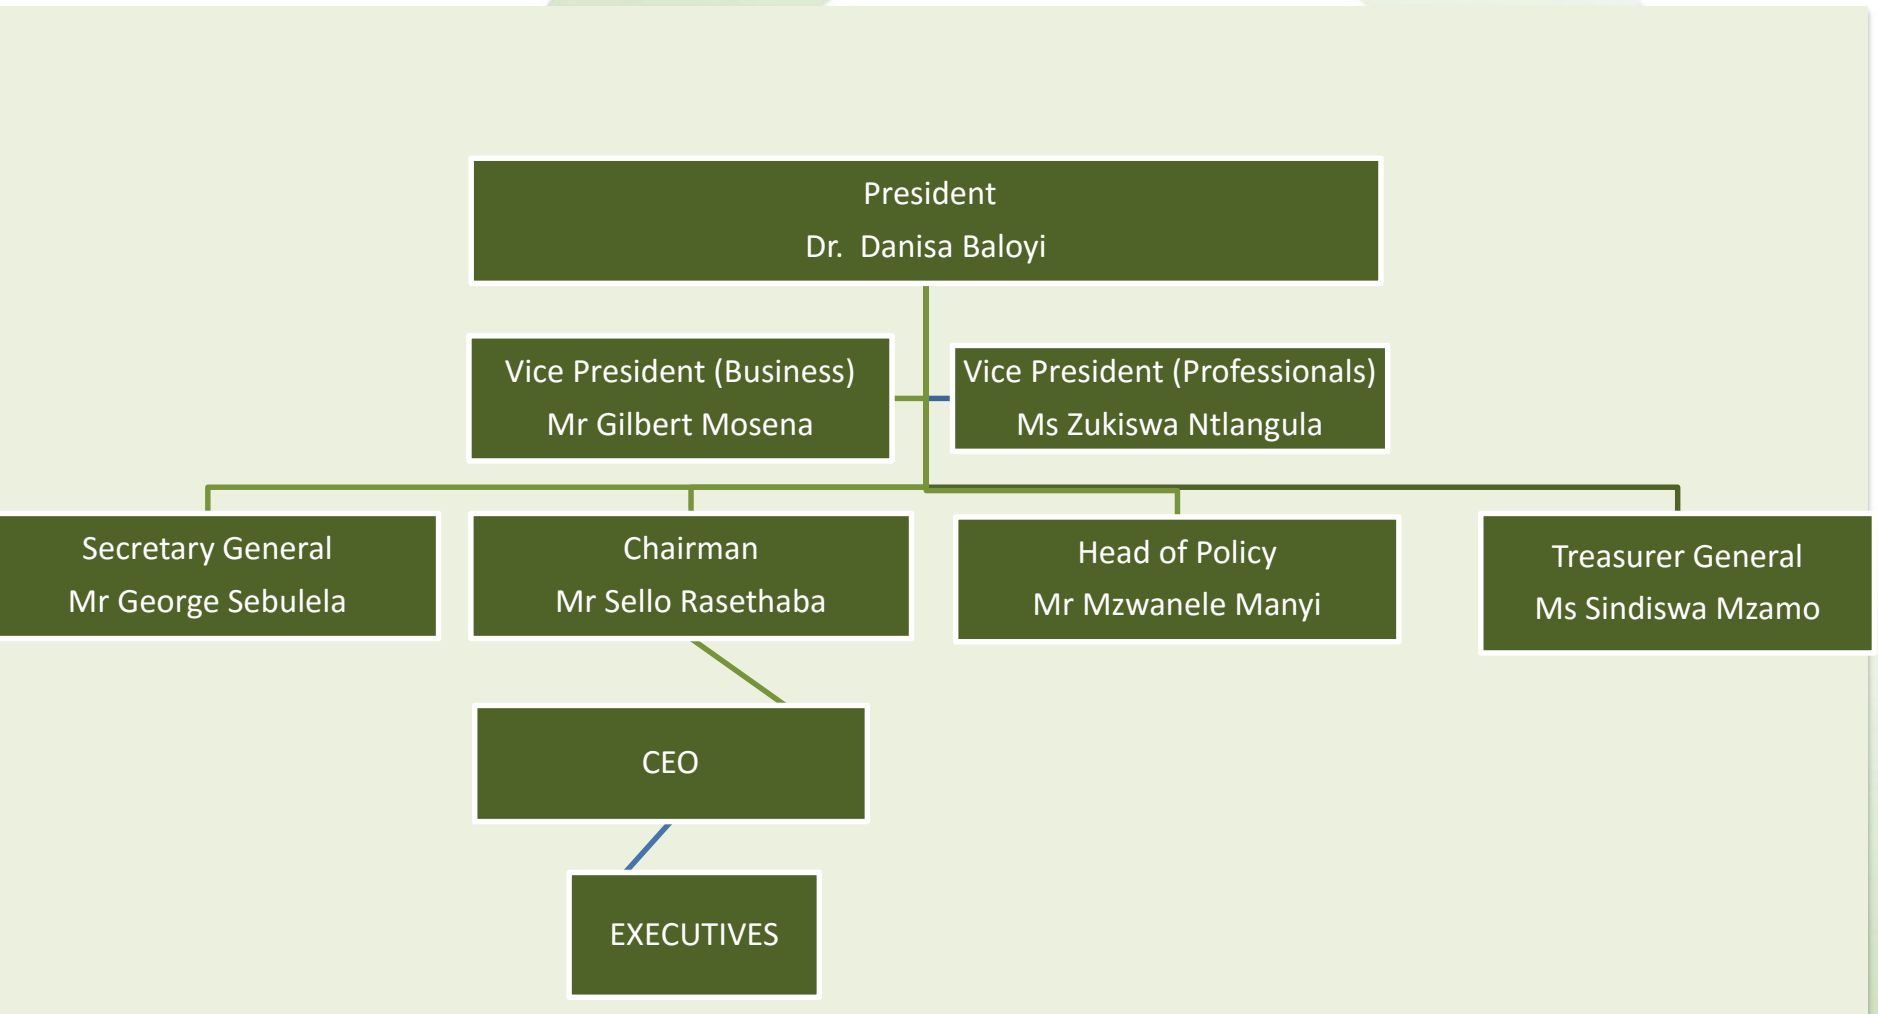 President
Dr. Danisa Baloyi
Vice President (Business)
Mr Gilbert Mosena
Vice President (Professionals)
Ms Zukiswa Ntlangula
Secretary General
Mr George Sebulela
Chairman
Mr Sello Rasethaba
Head of Policy
Mr Mzwanele Manyi
Treasurer General
Ms Sindiswa Mzamo
CEO
EXECUTIVES